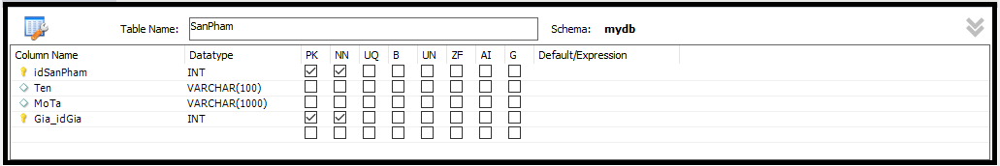 Table Name: SanPham Schema: mydb
Column Name Datatype PK NN UQ B UN ZF AI G Default/Expression
idSanPham INT
Ten VARCHAR(100)
MoTa VARCHAR(1000)
Gia_idGia INT